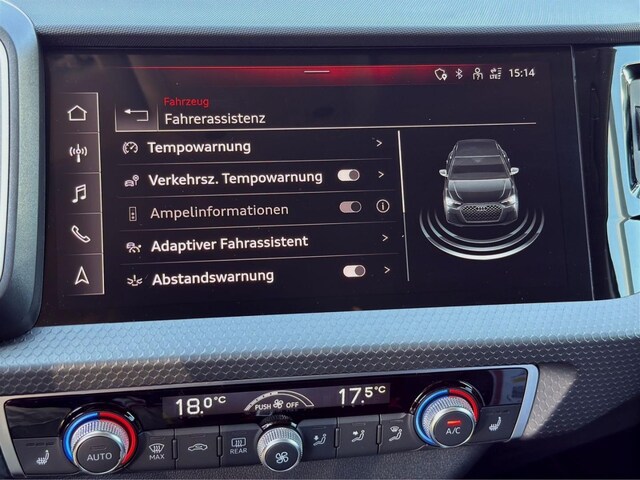 LTE
15:14
Fahrzeug
Fahrerassistenz
Tempowarnung
Verkehrsz. Tempowarnung
Ampelinformationen
Adaptiver Fahrassistent
Abstandswarnung
18.0°C
PUSH OFF
17.5°C
AUTO
MAX
REAR
A/C